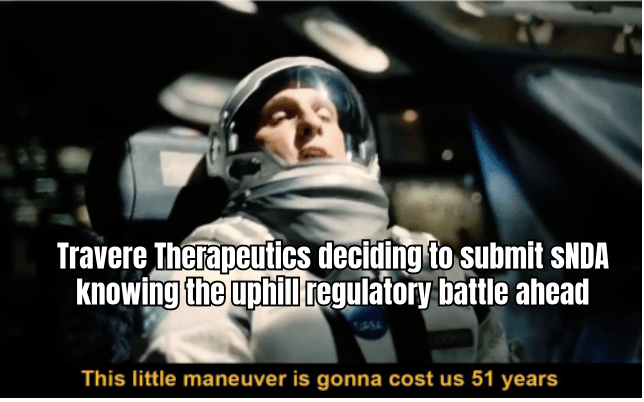 Travere Therapeutics deciding to submit sNDA
knowing the uphill regulatory battle ahead
NASA
This little maneuver is gonna cost us 51 years